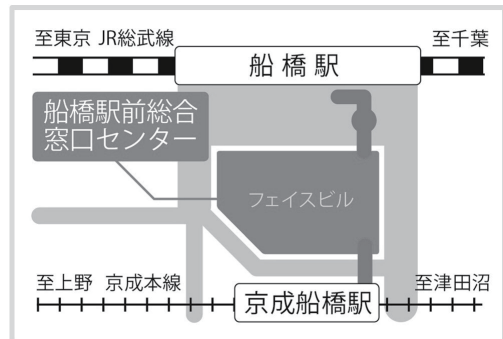 至東京 JR総武線
至千葉
船橋駅
船橋駅前総合
窓口センター
フェイスビル
至上野 京成本線
至津田沼
京成船橋駅